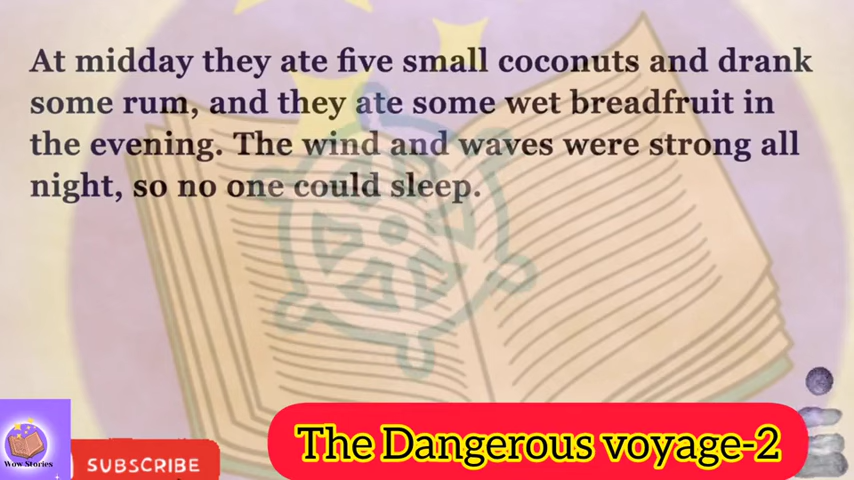 At midday they ate five small coconuts and drank
some rum, and they ate some wet breadfruit in
the evening. The wind and waves were strong all
night, so no one could sleep.
The Dangerous voyage-2
Wow Stories
SUBSCRIBE